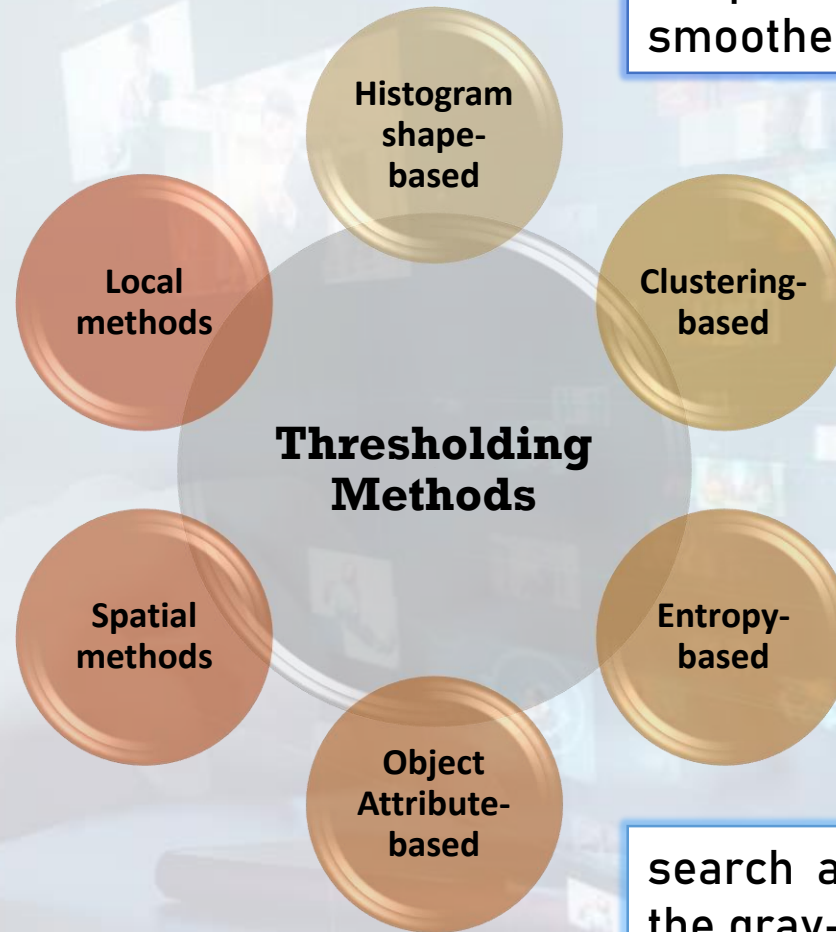 Histogram
shape-
based
Clustering-
based
Entropy-
based
Object
Attribute-
based
Spatial
methods
Local
methods
Thresholding
Methods
smoothe
search a
the gray-